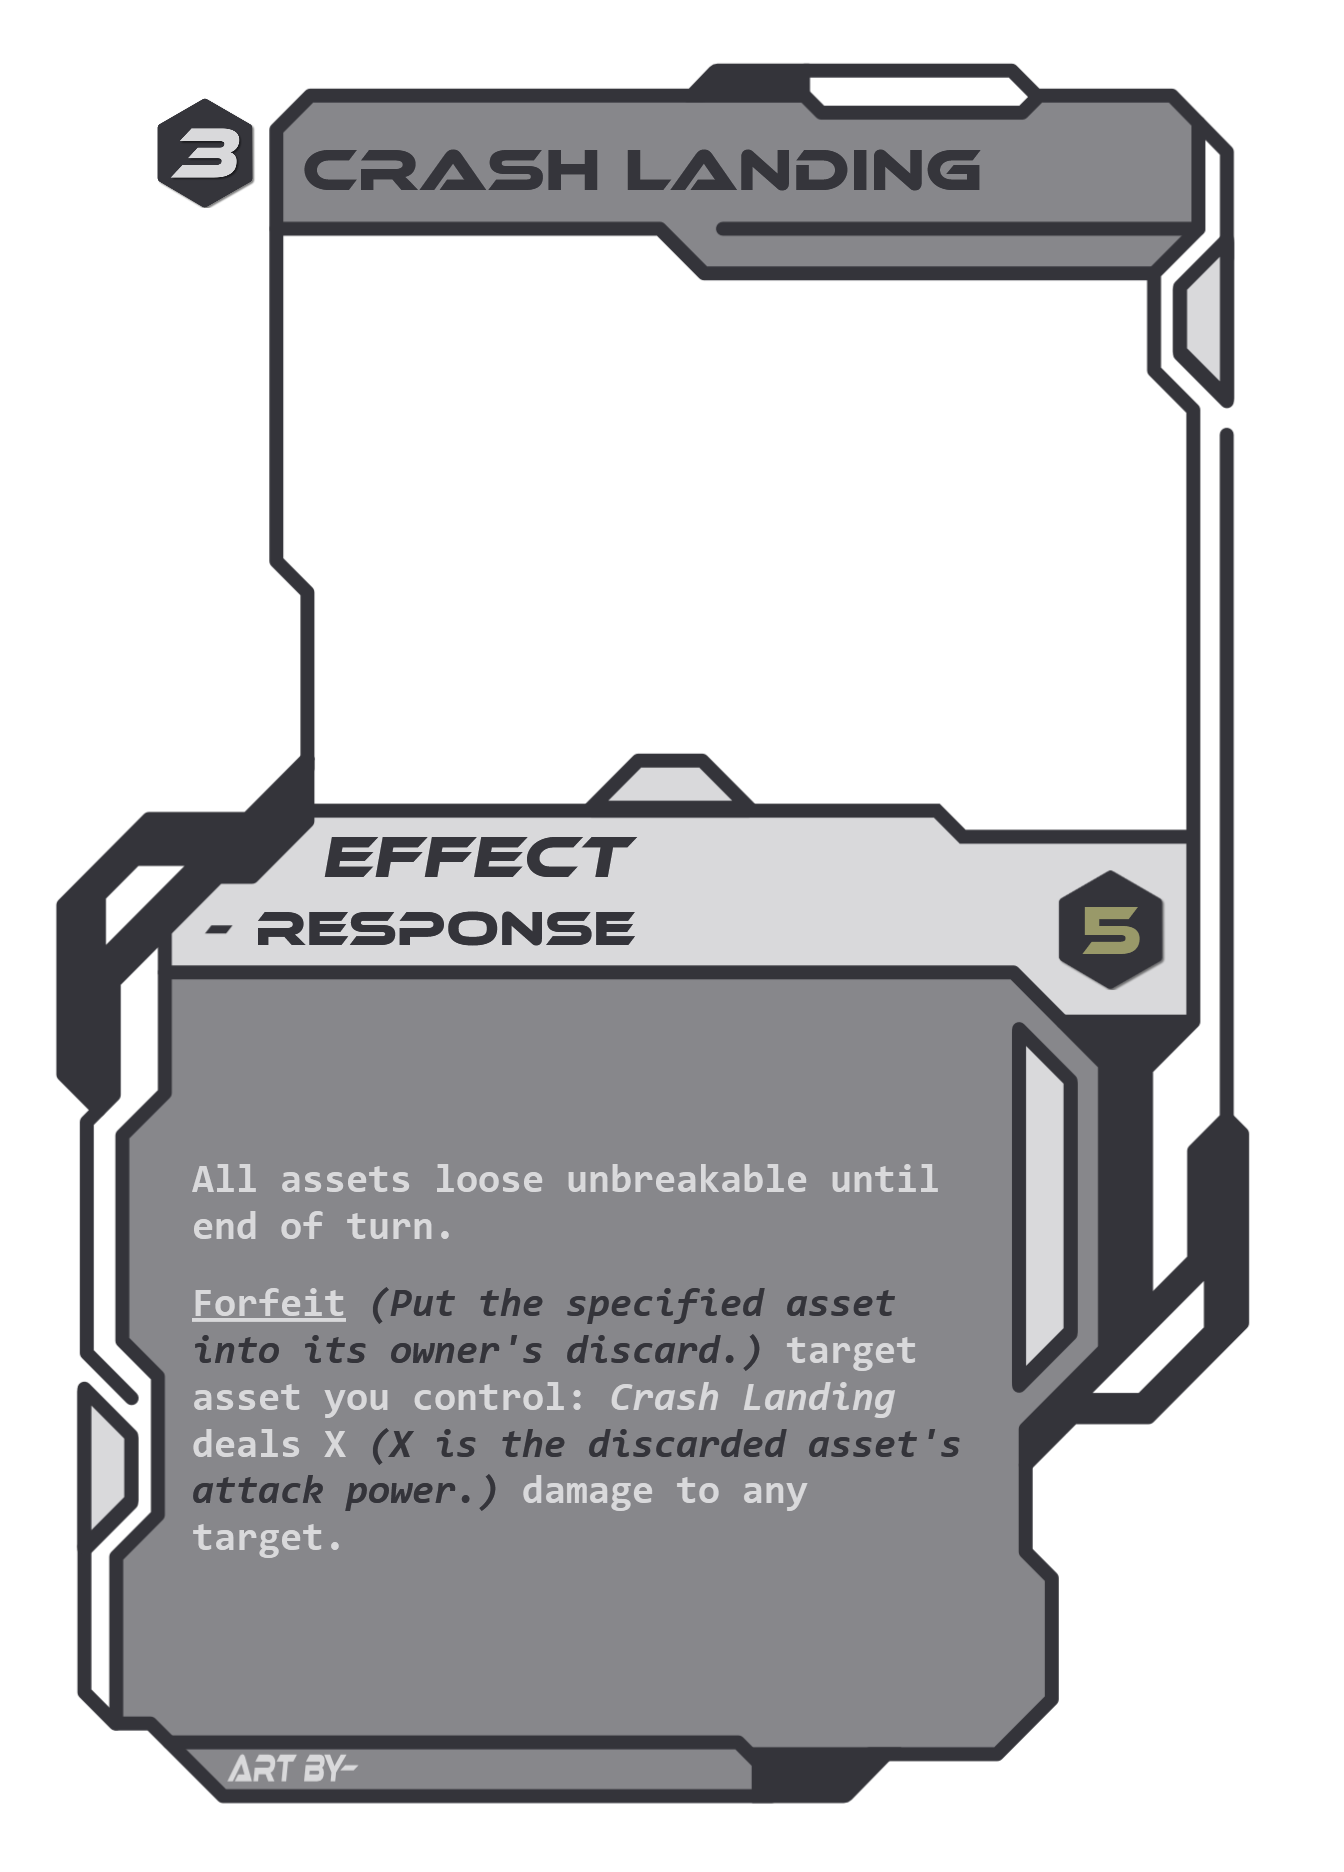 3
CRASH LANDING
EFFECT
- RESPONSE
5
All assets loose unbreakable until
end of turn.
Forfeit (Put the specified asset
into its owner's discard.) target
asset you control: Crash Landing
deals X (X is the discarded asset's
attack power.) damage to any
target.
ART BY-